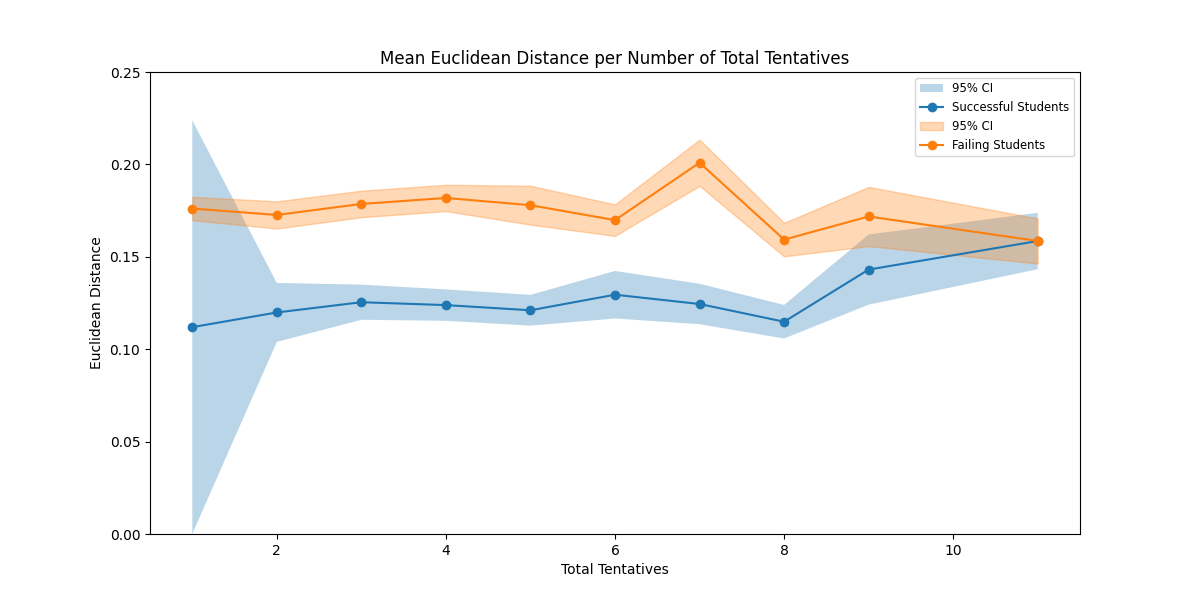 Mean Euclidean Distance per Number of Total Tentatives
95% CI
Successful Students
95% CI
Failing Students
Euclidean Distance
0.25
0.20
0.15
0.10
0.05
0.00
2 4 6 8 10
Total Tentatives